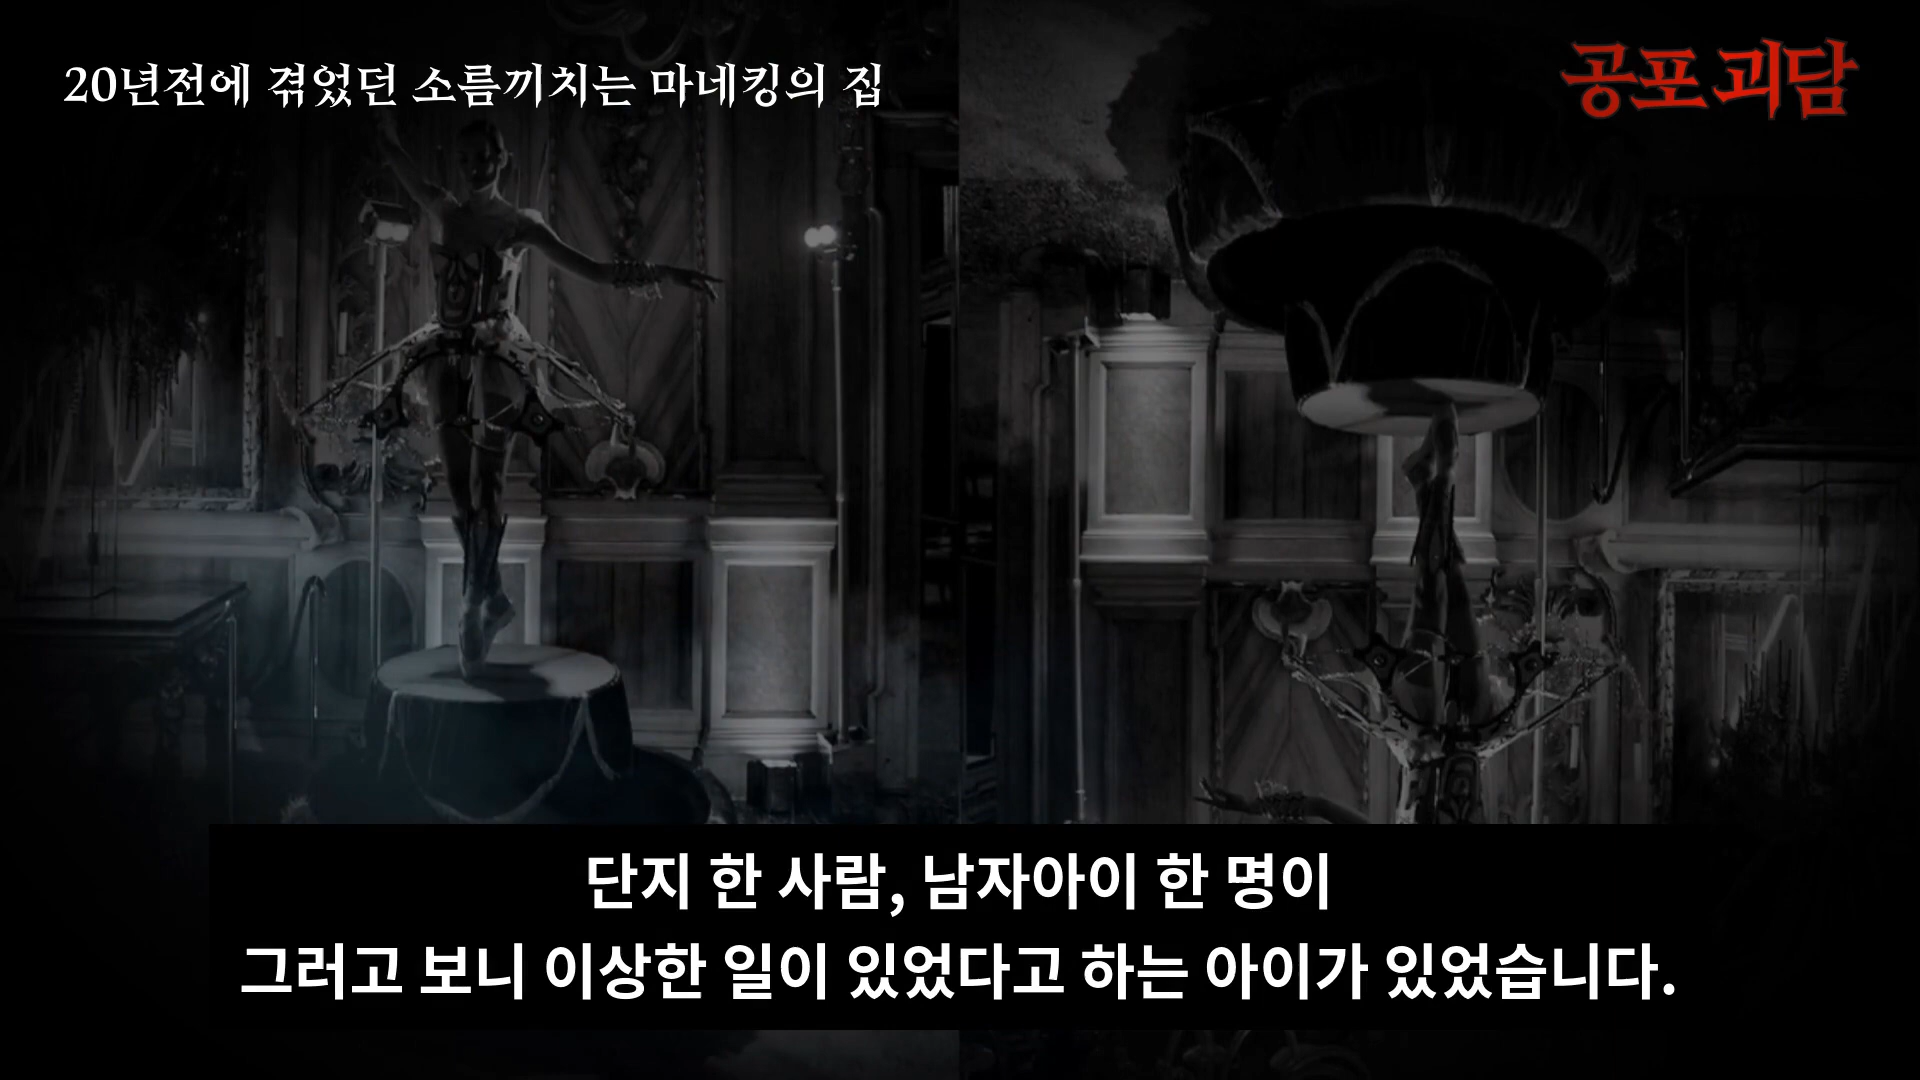 20년전에 겪었던 소름끼치는 마네킹의 집
공포 괴담
단지 한 사람, 남자아이 한 명이
그러고 보니 이상한 일이 있었다고 하는 아이가 있었습니다.